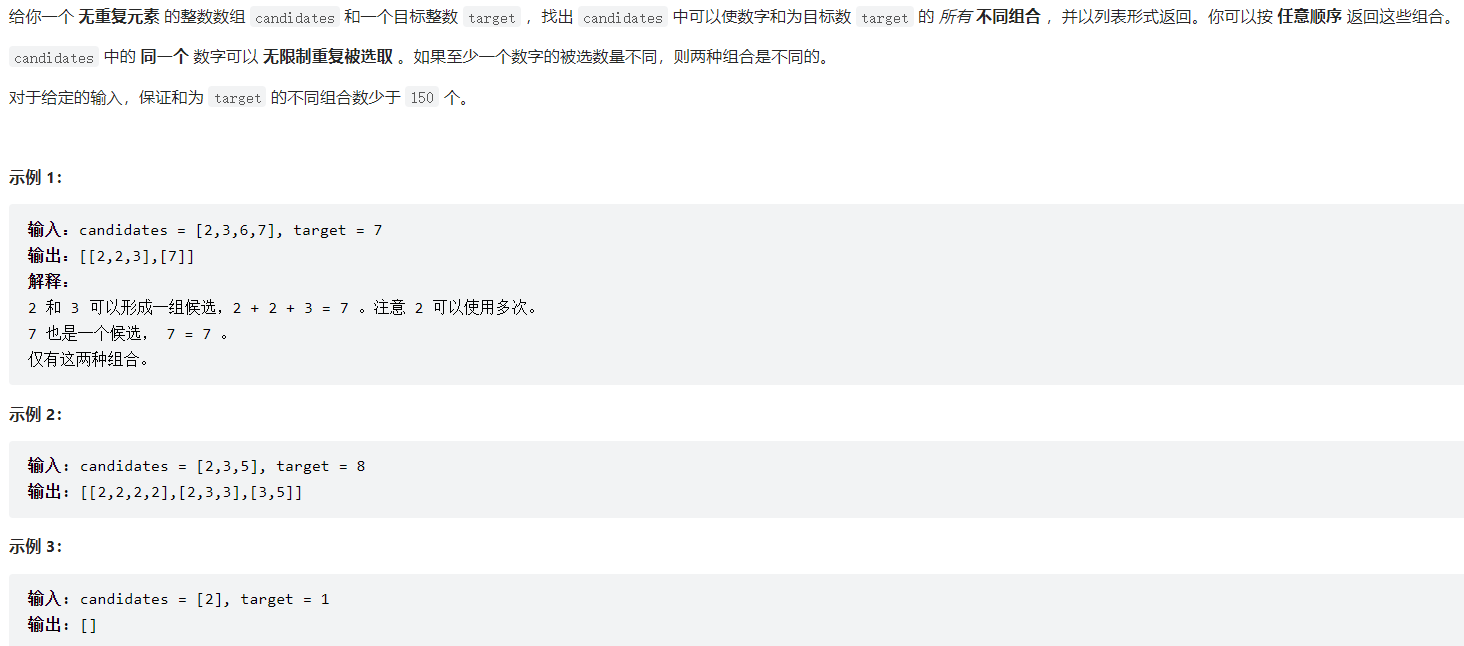 给你一个 无重复元素 的整数数组 candidates 和一个目标整数 target ，找出 candidates 中可以使数字和为目标数 target 的 所有 不同组合 ，并以列表形式返回。你可以按 任意顺序 返回这些组合。
candidates 中的 同一个 数字可以 无限制重复被选取 。如果至少一个数字的被选数量不同，则两种组合是不同的。
对于给定的输入，保证和为 target 的不同组合数少于 150 个。
示例 1：
输入：candidates = [2,3,6,7], target = 7
输出：[[2,2,3],[7]]
解释：
2 和 3 可以形成一组候选，2 + 2 + 3 = 7 。注意 2 可以使用多次。
7 也是一个候选， 7 = 7 。
仅有这两种组合。
示例 2：
输入：candidates = [2,3,5], target = 8
输出：[[2,2,2,2],[2,3,3],[3,5]]
示例 3：
输入：candidates = [2], target = 1
输出：[]